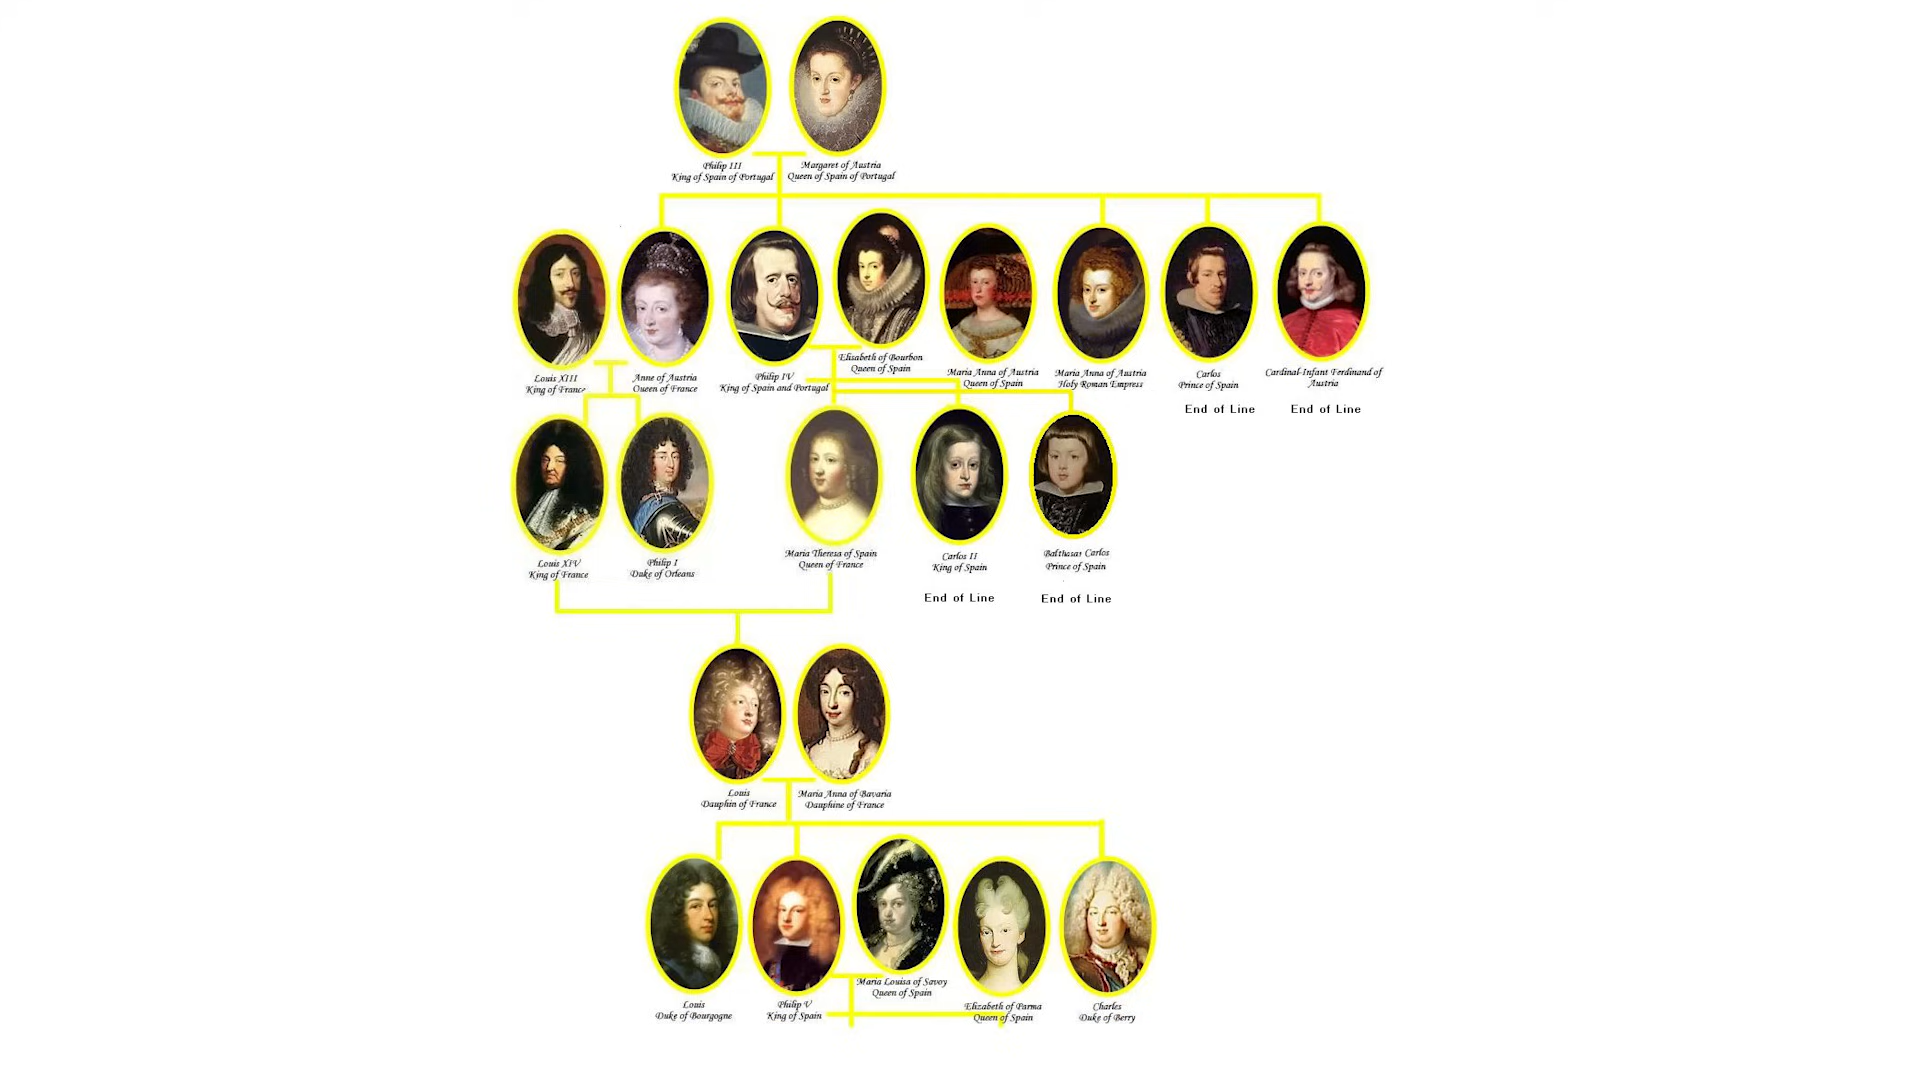 Philip III
King of Spain of Portugal
Margaret of Austria
Queen of Spain of Portugal
Louis XIII
King of France
Anne of Austria
Queen of France
Philip IV
King of Spain and Portugal
Elisabeth of Bourbon
Queen of Spain
Maria Anna of Austria
Queen of Spain
Maria Anna of Austria
Holy Roman Empress
Carlos
Prince of Spain
End of Line
Cardinal-Infant Ferdinand of
Austria
End of Line
Louis XIV
King of France
Philip I
Duke of Orleans
Maria Theresa of Spain
Queen of France
Carlos II
King of Spain
End of Line
Balthasar Carlos
Prince of Spain
End of Line
Louis
Dauphin of France
Maria Anna of Bavaria
Dauphine of France
Louis
Duke of Bourgogne
Philip V
King of Spain
Maria Louisa of Savoy
Queen of Spain
Elizabeth of Parma
Queen of Spain
Charles
Duke of Berry